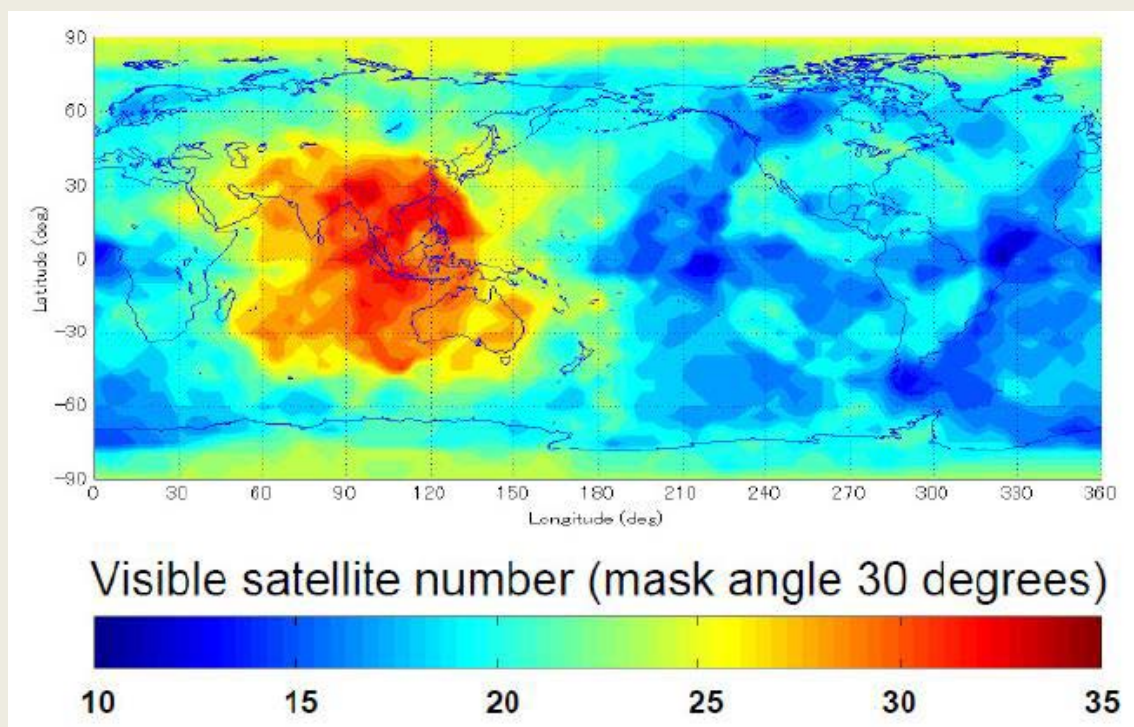 90
60
30
0
-30
-60
-90
Latitude (deg)
0 30 60 90 120 150 180 210 240 270 300 330 360
Longitude (deg)
Visible satellite number (mask angle 30 degrees)
10 15 20 25 30 35